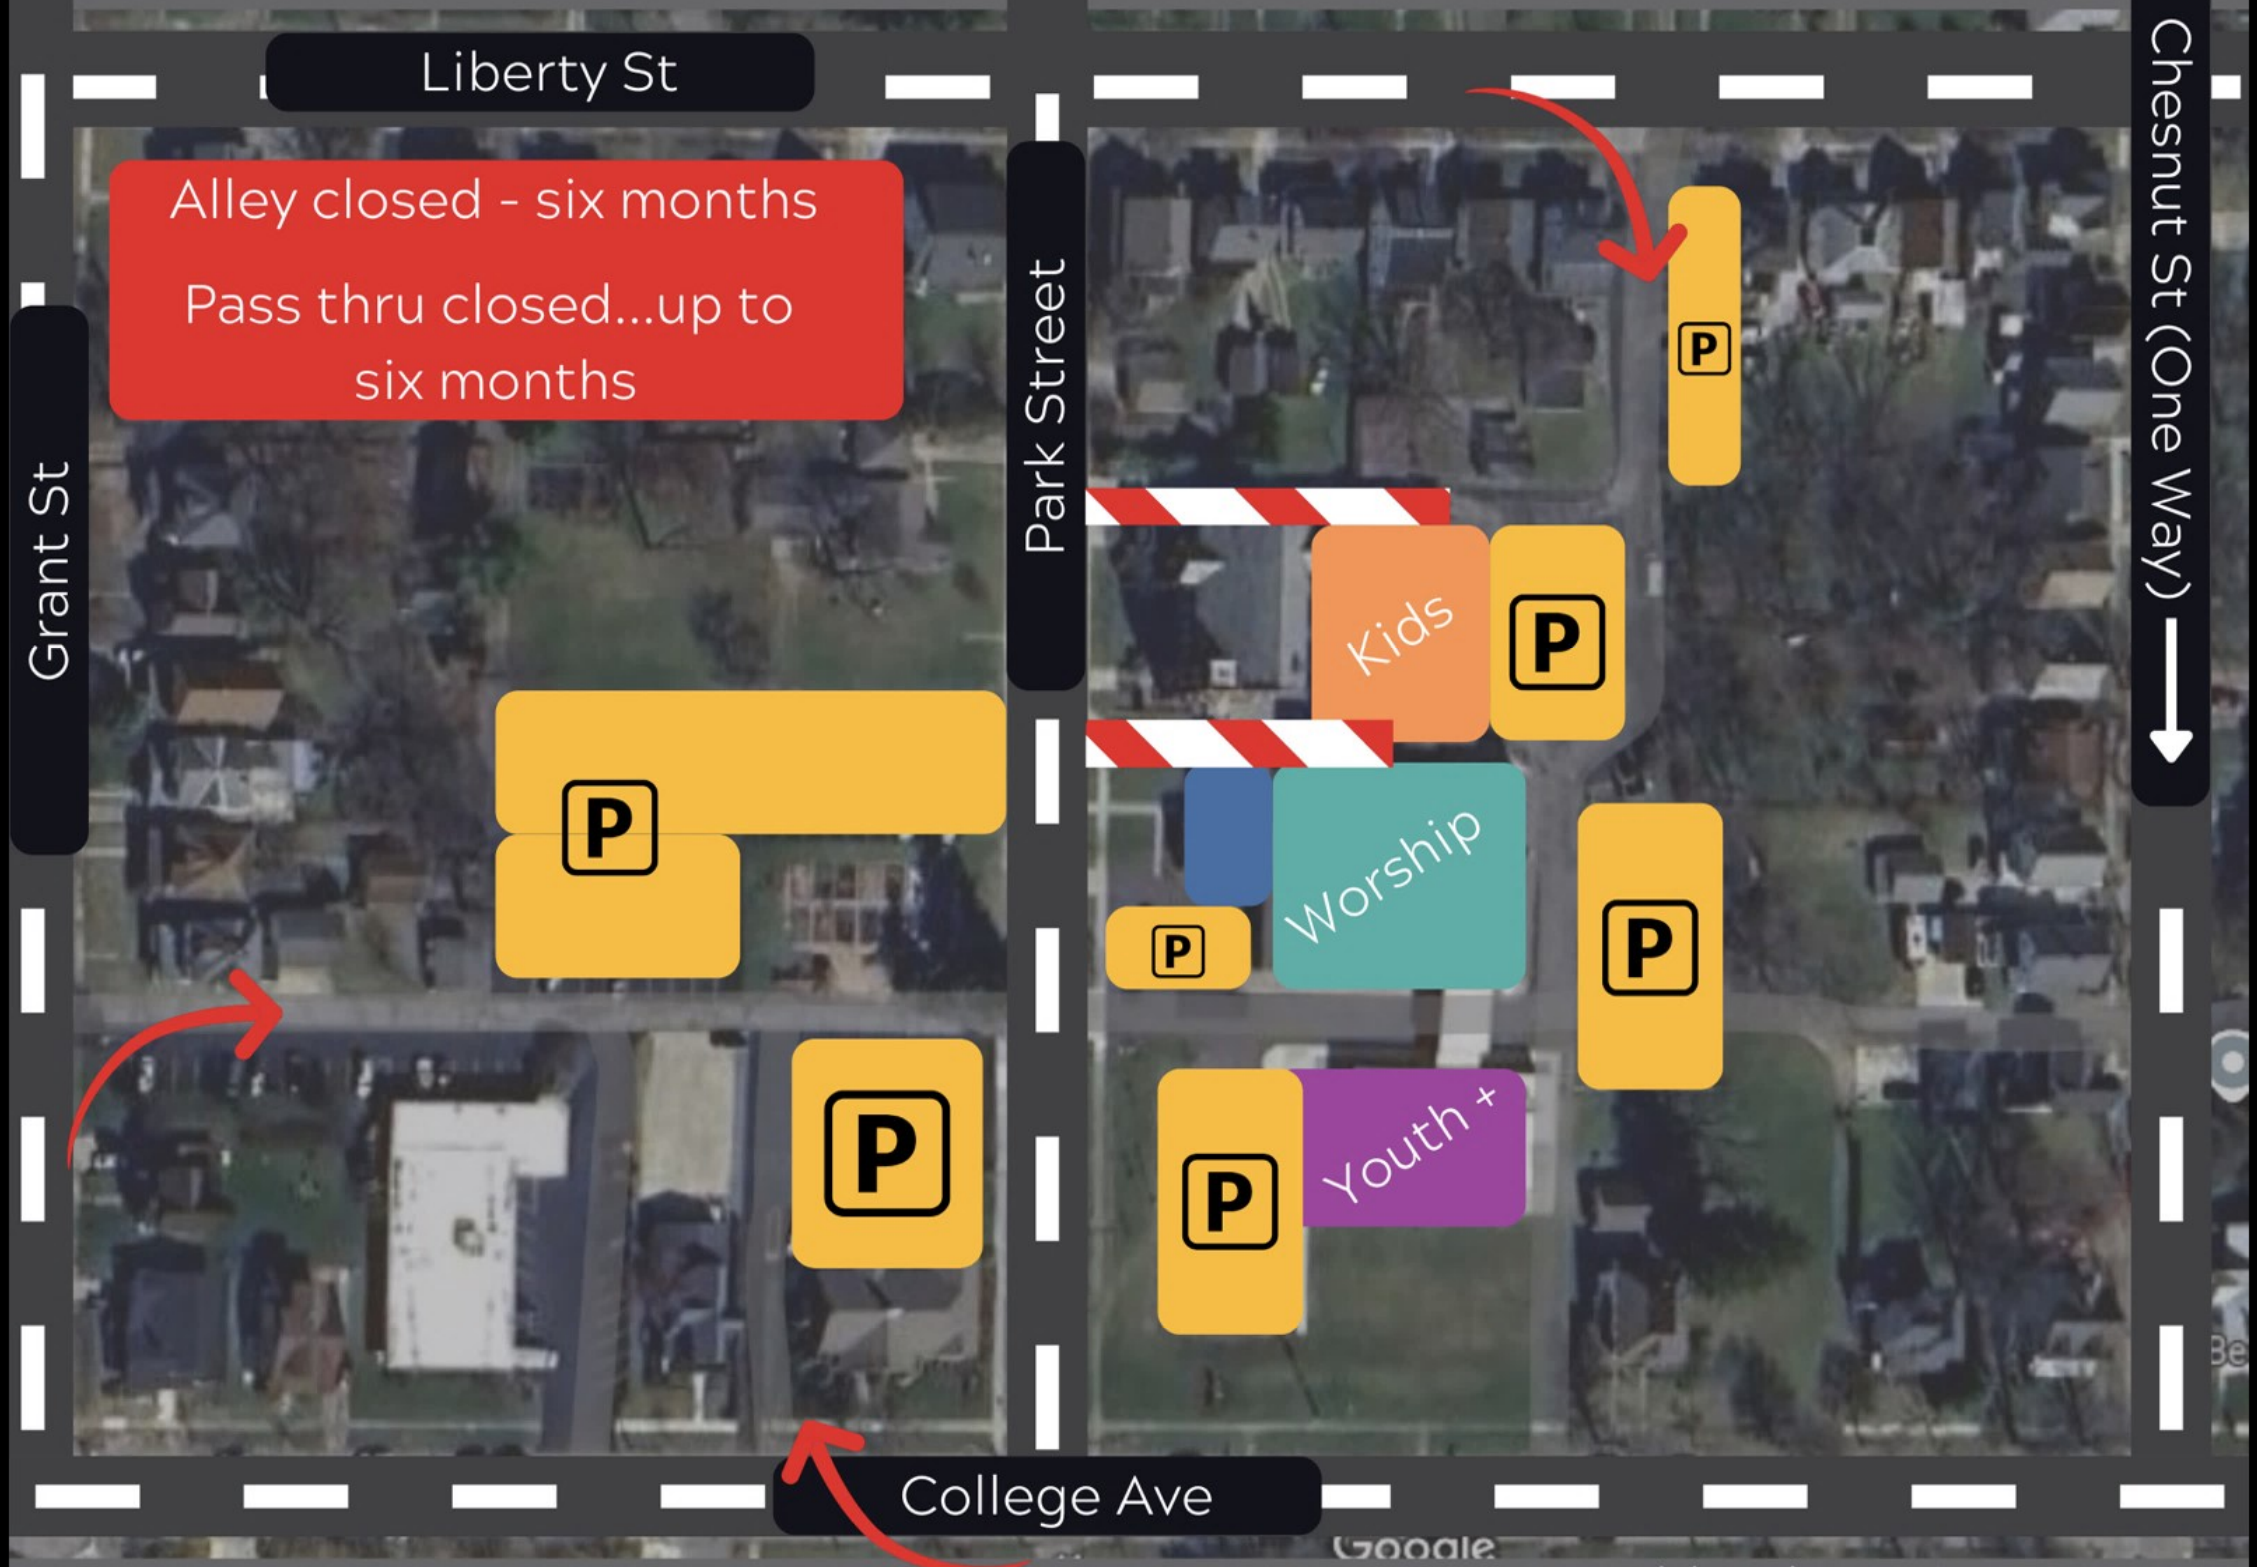 Liberty St
Chesnut St (One Way)
Alley closed - six months
Pass thru closed...up to
six months
Park Street
Grant St
P
Kids
P
P
Worship
P
P
P
Youth +
P
Be
College Ave
Google